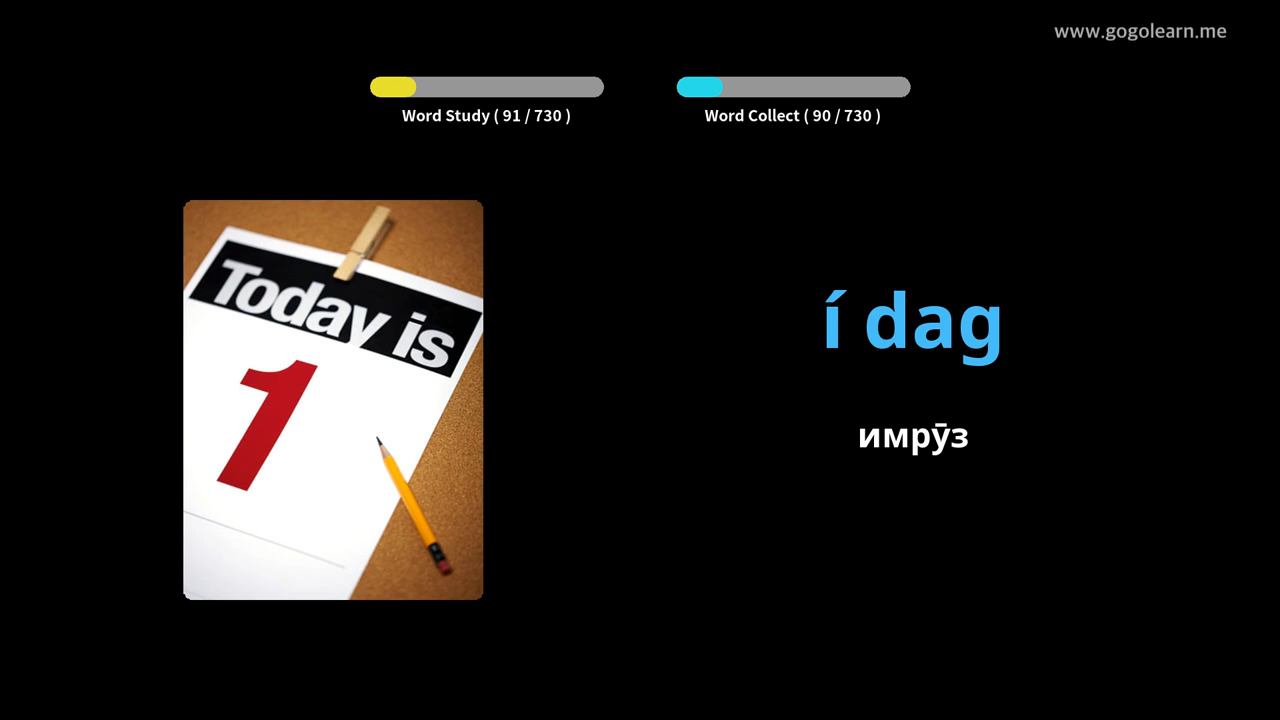 www.gogolearn.me
Word Study ( 91 / 730 )
Word Collect ( 90 / 730 )
Today is
1
í dag
имрӯз